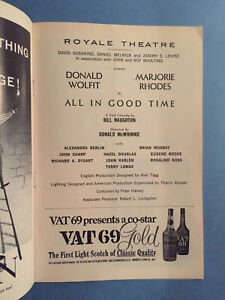 THING
GE!
ROYALE THEATRE
DAVID SUSSKIND, DANIEL MELNICK and JOSEPH E. LEVINE
in association with JOHN and ROY BOULTING
present
DONALD WOLFIT
MARJORIE RHODES
in
ALL IN GOOD TIME
A New Comedy by
BILL NAUGHTON
Directed by
DONALD McWHINNIE
with
ALEXANDRA BERLIN BRIAN MURRAY
JOHN SHARP HAZEL DOUGLAS EUGENE ROCHE
RICHARD A. DYSART JOHN KARLEN ROSALIND ROSS
TERRY LOMAX
English Production Designed by Alan Tagg
Lighting Designed and American Production Supervised by Tharon Musser
Costumes by Peter Harvey
Associate Producer Robert L. Livingston
VAT 69 presents a co-star
VAT 69 Gold
The First Light Scotch of Classic Quality